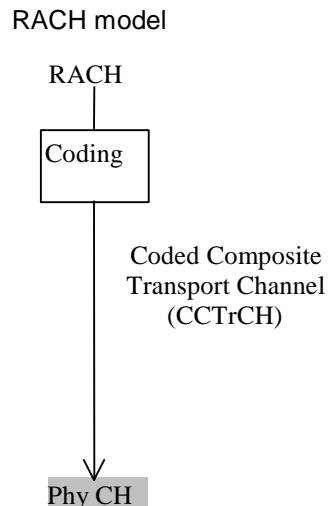 RACH model
RACH
Coding
Coded Composite
Transport Channel
(CCTrCH)
Phy CH